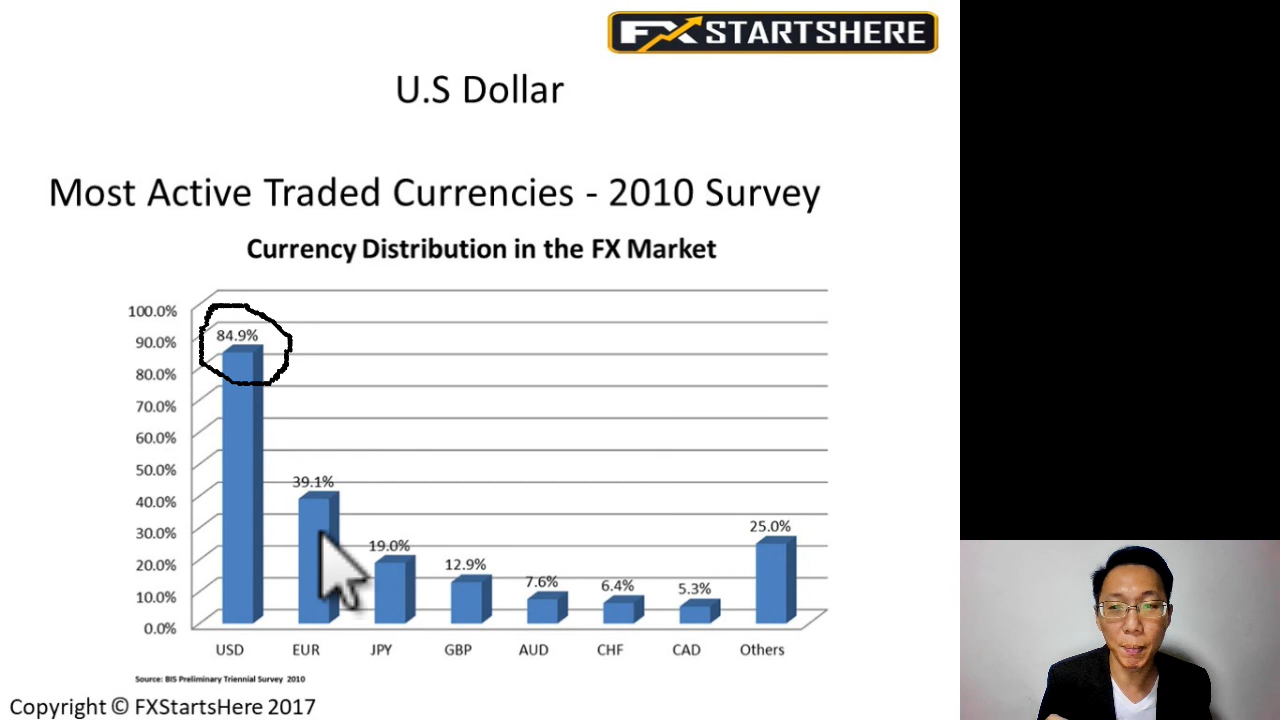 FX STARTSHERE
U.S Dollar
Most Active Traded Currencies - 2010 Survey
Currency Distribution in the FX Market
100.0%
90.0%
80.0%
70.0%
60.0%
50.0%
40.0%
30.0%
20.0%
10.0%
0.0%
84.9%
39.1%
19.0%
12.9%
7.6%
6.4%
5.3%
25.0%
USD EUR JPY GBP AUD CHF CAD Others
Source: BIS Preliminary Triennial Survey 2010
Copyright © FXStartsHere 2017